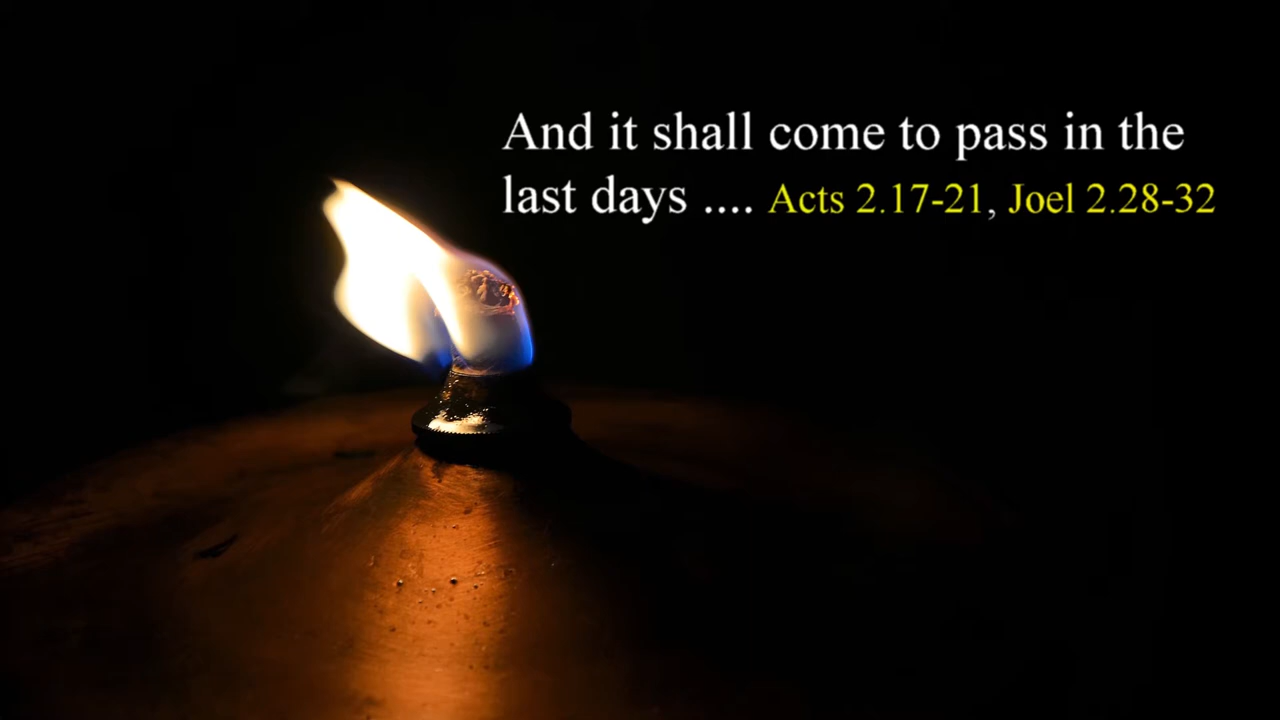 And it shall come to pass in the
last days .... Acts 2.17-21, Joel 2.28-32